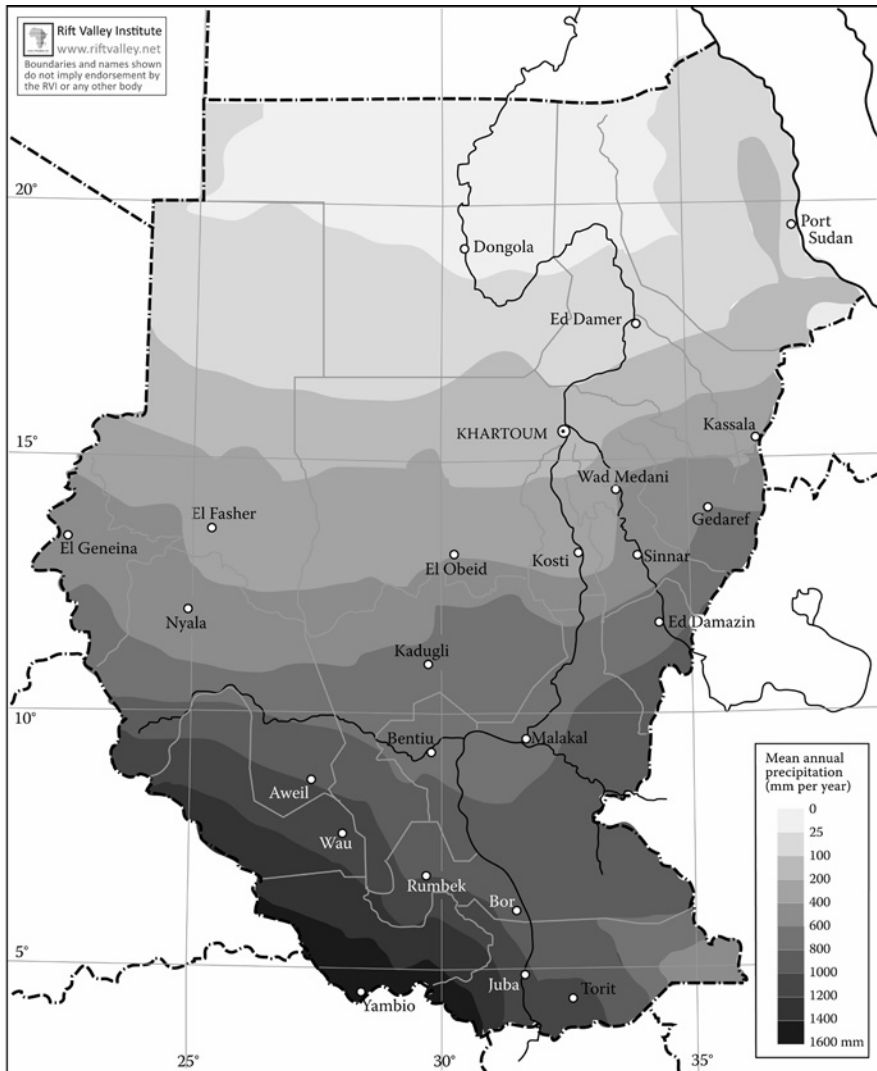 Rift Valley Institute
www.riftvalley.net
Boundaries and names shown
do not imply endorsement by
the RVI or any other body
20°
Port
Sudan
Dongola
Ed Damer
KHARTOUM
Kassala
15°
Wad Medani
El Fasher
Gedaref
El Geneina
El Obeid
Kosti
Sinnar
Nyala
Ed Damazin
Kadugli
10°
Bentiu
Malakal
Aweil
Wau
Rumbek
Bor
5°
Juba
Torit
Yambio
25°
30°
35°
Mean annual
precipitation
(mm per year)
0
25
100
200
400
600
800
1000
1200
1400
1600 mm